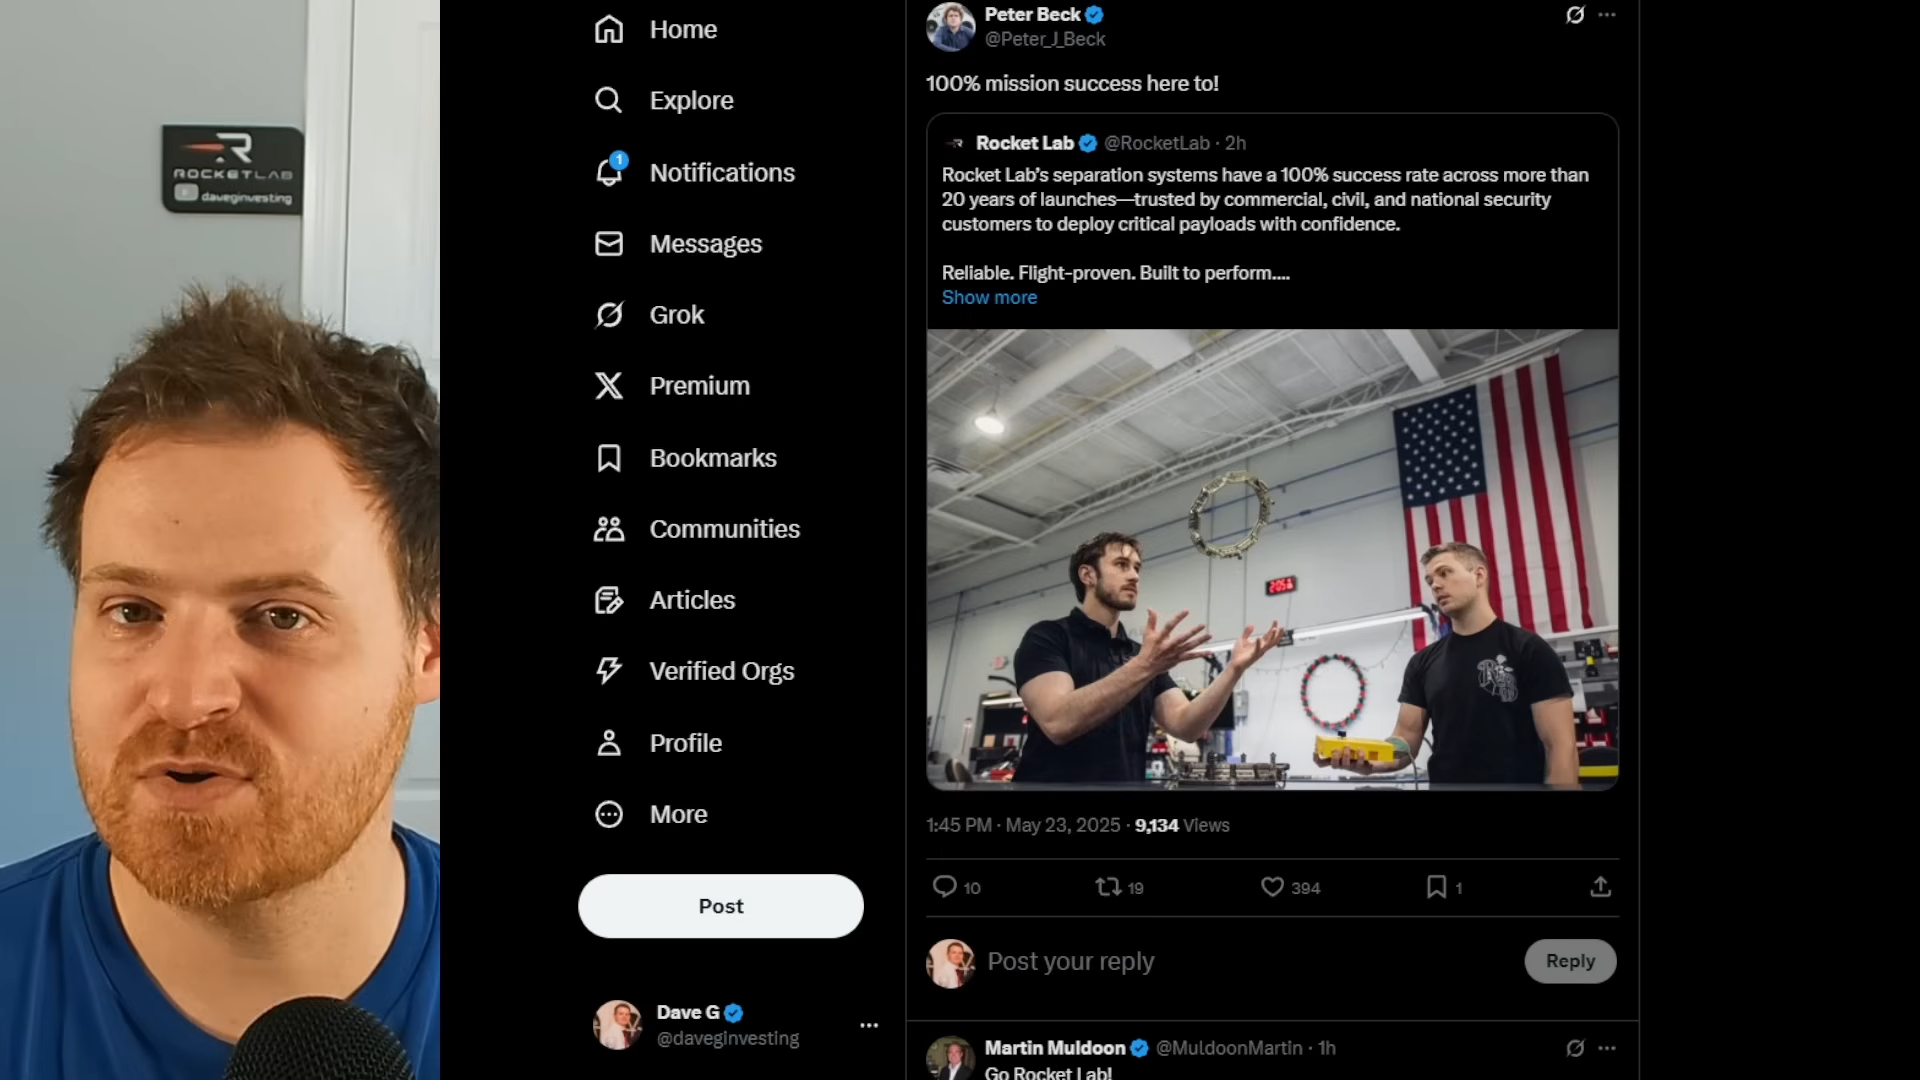 ROCKETLAB
daveginvesting
Home
Explore
1
Notifications
Messages
Grok
Premium
Bookmarks
Communities
Articles
Verified Orgs
Profile
More
Post
Dave G
@daveginvesting
Peter Beck
@Peter_J_Beck
100% mission success here to!
Rocket Lab @RocketLab · 2h
Rocket Lab’s separation systems have a 100% success rate across more than
20 years of launches—trusted by commercial, civil, and national security
customers to deploy critical payloads with confidence.
Reliable. Flight-proven. Built to perform....
Show more
1:45 PM · May 23, 2025 · 9,134 Views
10
19
394
1
Post your reply
Reply
Martin Muldoon @MuldoonMartin · 1h
Go Rocket Lab!